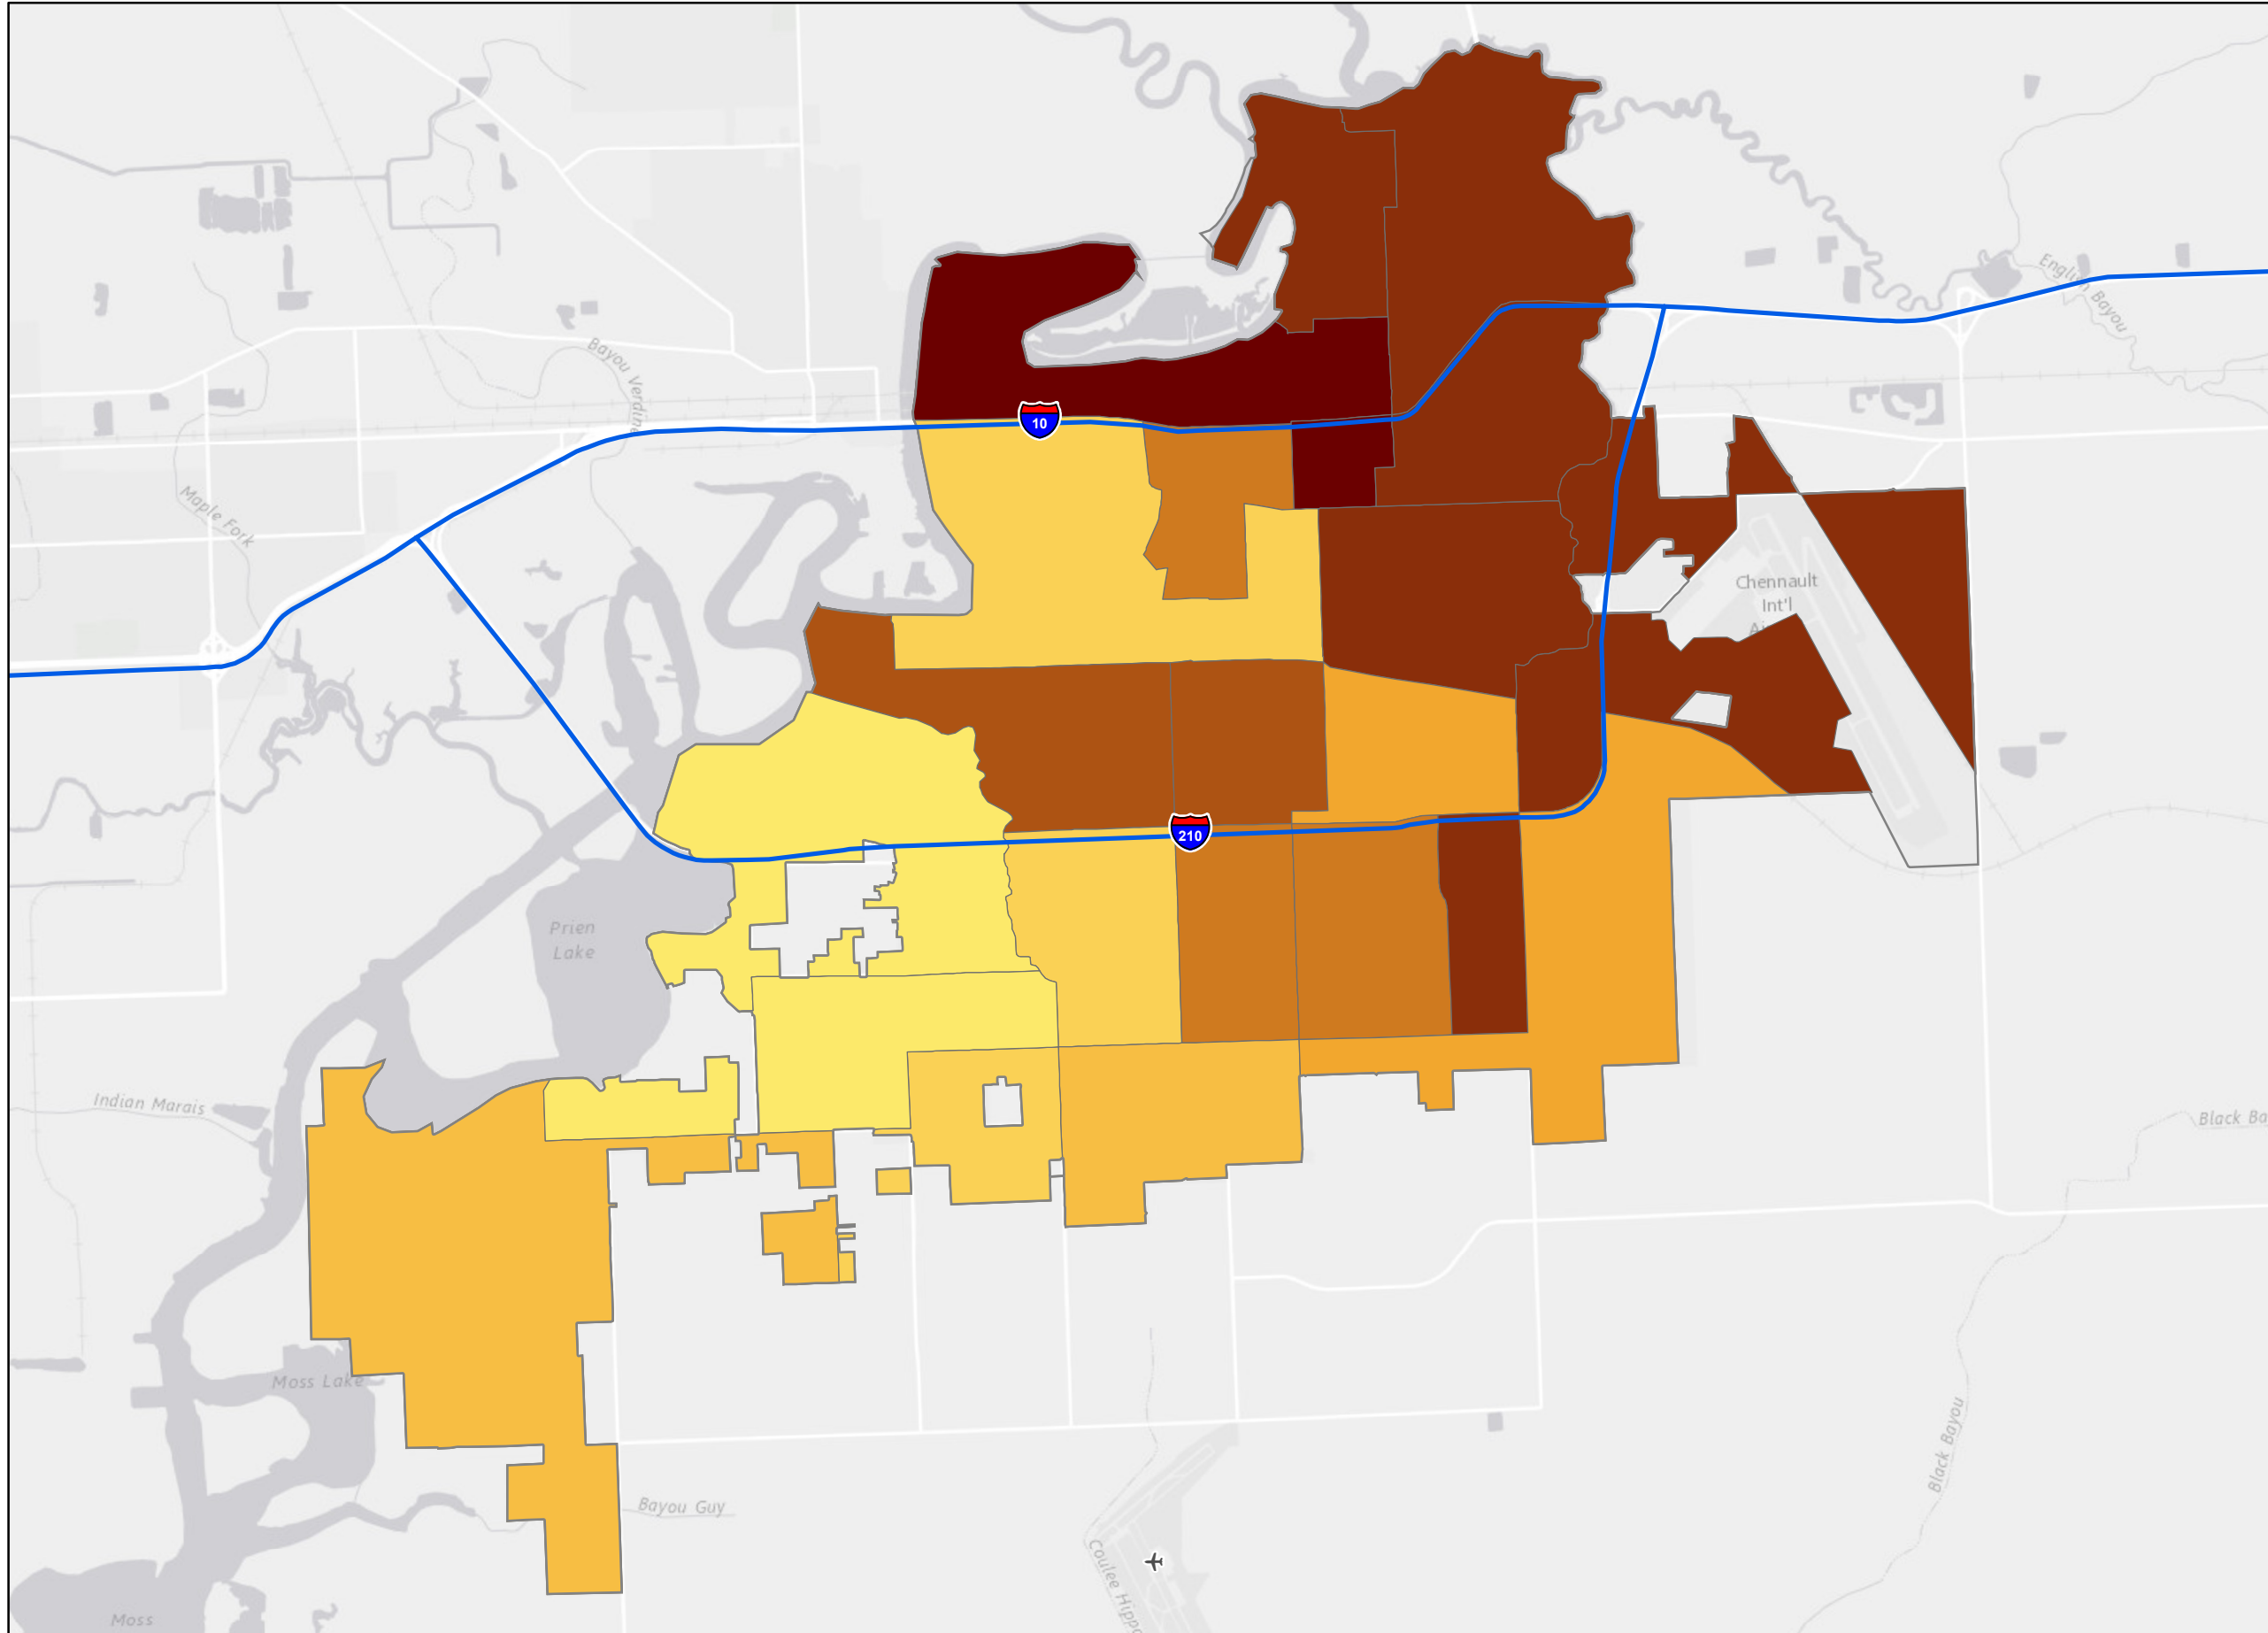 English Bayou
Bayou Verdine
10
Maple Fork
Chennault
Int'l
210
Prien
Lake
Indian Marais
Moss Lake
Bayou Guy
Black Bayou
Moss